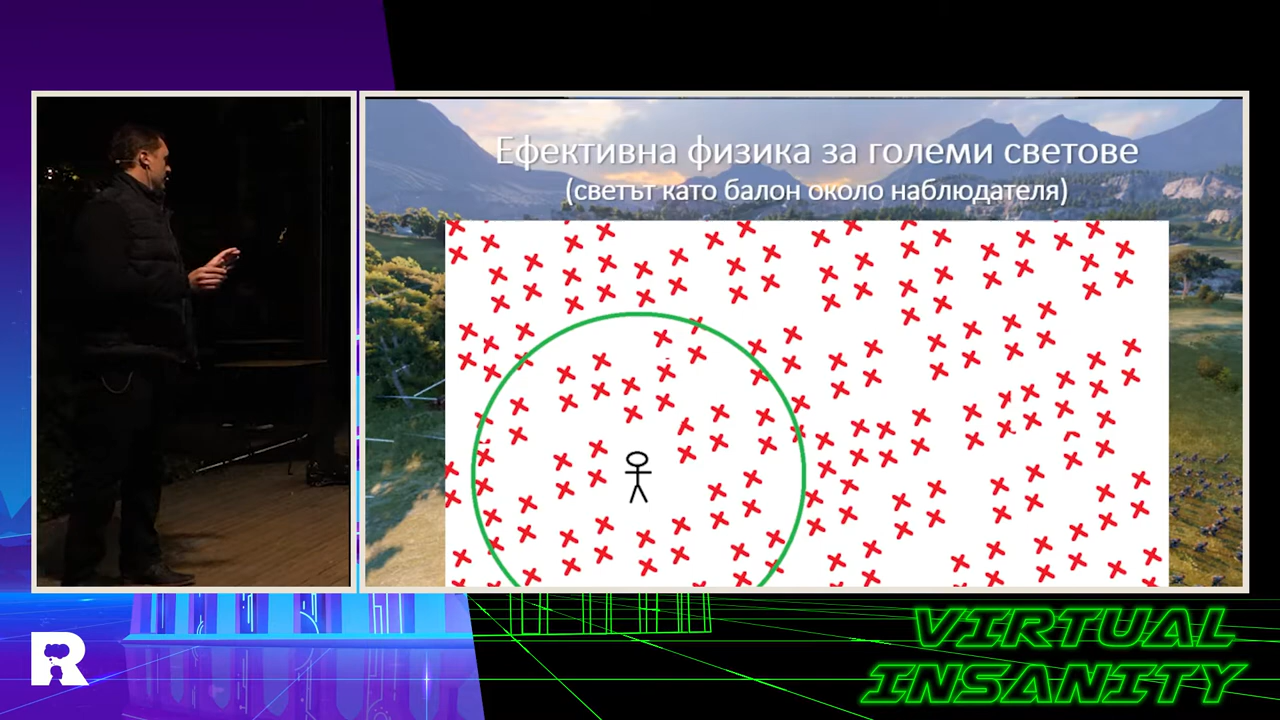 Ефективна физика за големи светове
(светът като балон около наблюдателя)
R
VIRTUAL
INSANITY